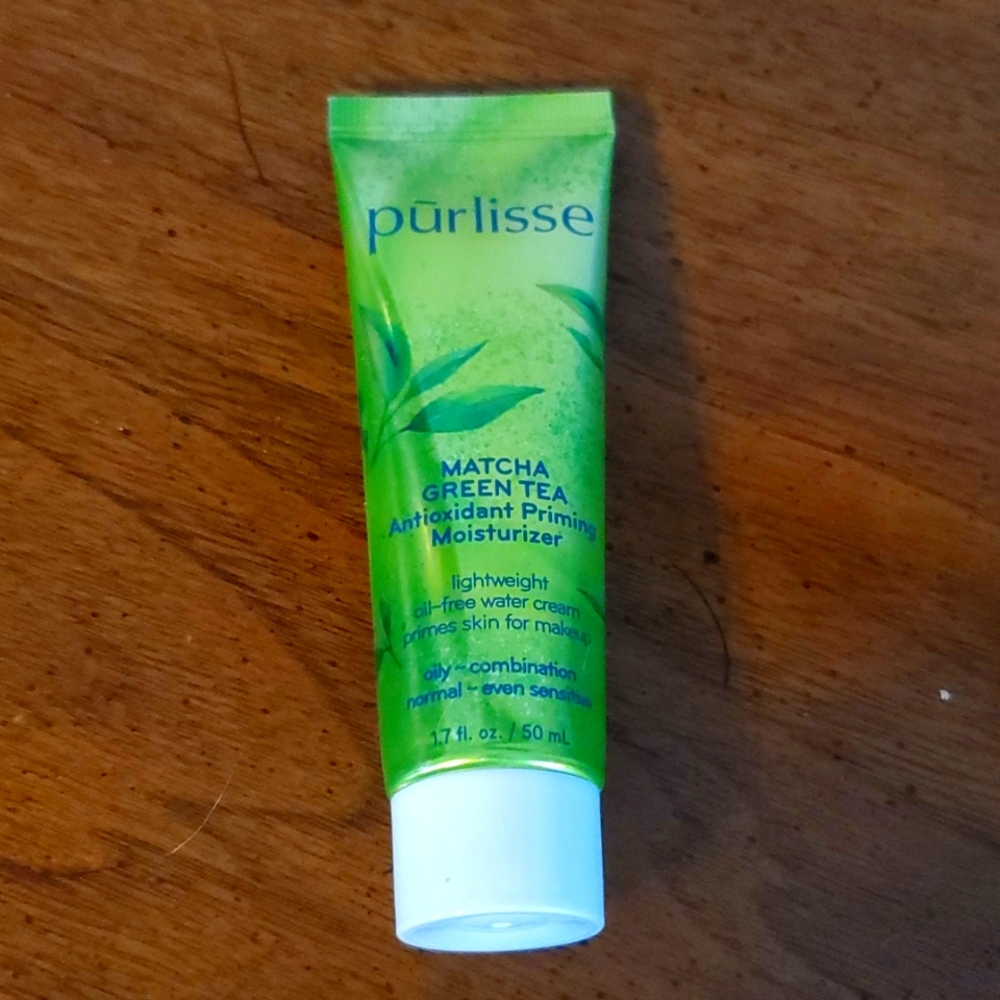 pūrlisse
MATCHA
GREEN TEA
Antioxidant Priming
Moisturizer
lightweight
oil-free water cream
primes skin for makeup
oily ~ combination
normal ~ even sensitive
1.7 fl. oz. / 50 mL